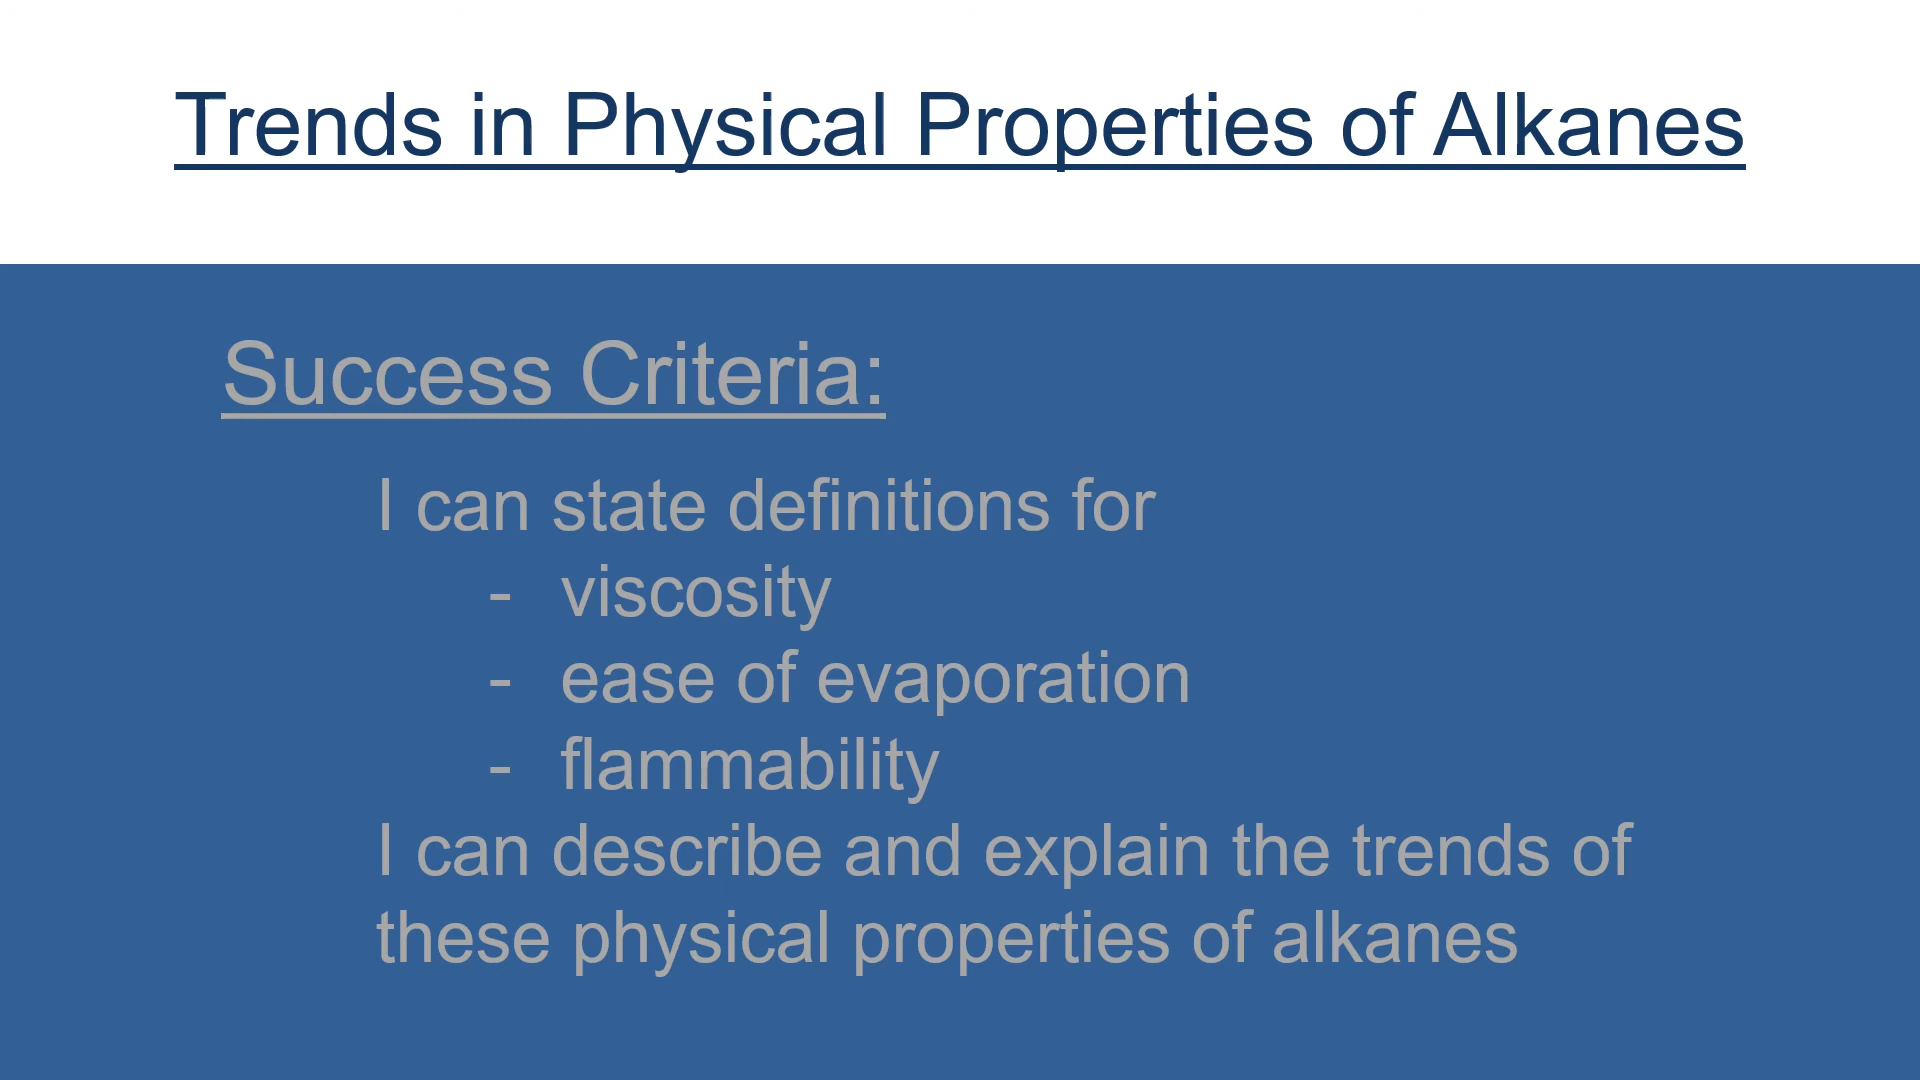 Trends in Physical Properties of Alkanes
Success Criteria:
I can state definitions for
- viscosity
- ease of evaporation
- flammability
I can describe and explain the trends of
these physical properties of alkanes